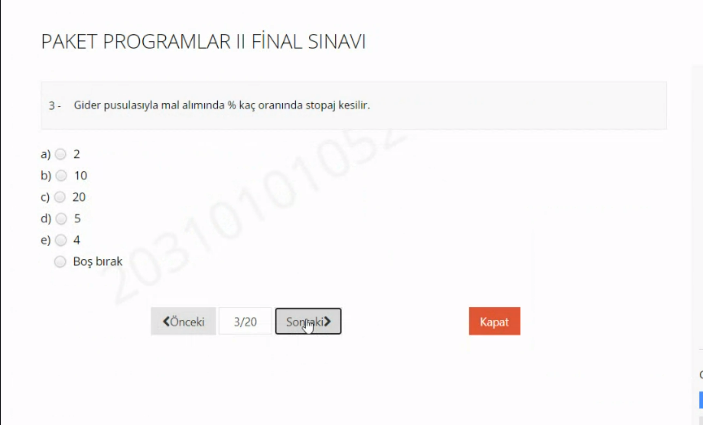 PAKET PROGRAMLAR II FİNAL SINAVI
3 - Gider pusulasıyla mal alımında % kaç oranında stopaj kesilir.
a) 2
b) 10
c) 20
d) 5
e) 4
Boş bırak
20310101052
❮Önceki 3/20 Sonraki❯ Kapat